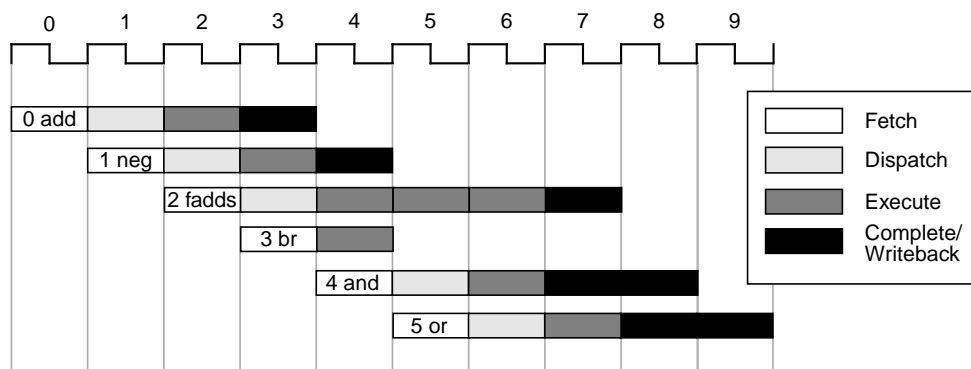 0 1 2 3 4 5 6 7 8 9
0 add
1 neg
2 fadds
3 br
4 and
5 or
Fetch
Dispatch
Execute
Complete/
Writeback